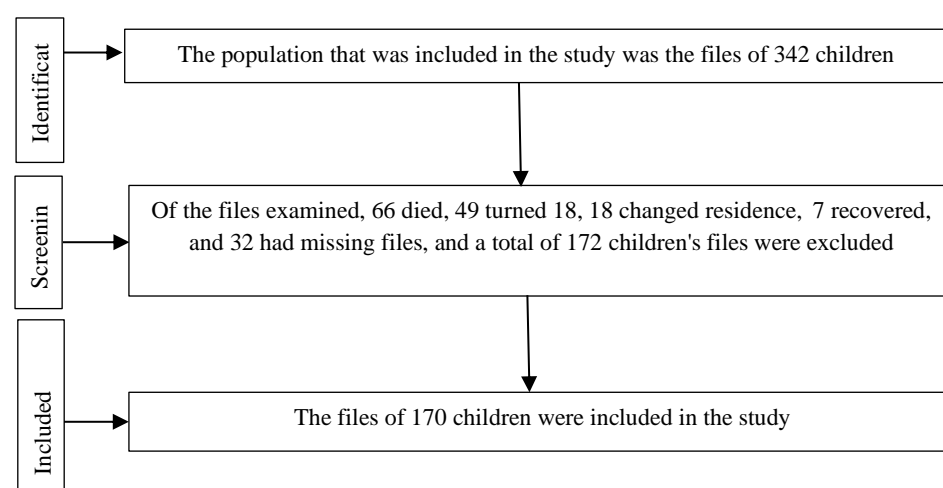 Identificat
The population that was included in the study was the files of 342 children
Screenin
Of the files examined, 66 died, 49 turned 18, 18 changed residence, 7 recovered,
and 32 had missing files, and a total of 172 children's files were excluded
Included
The files of 170 children were included in the study